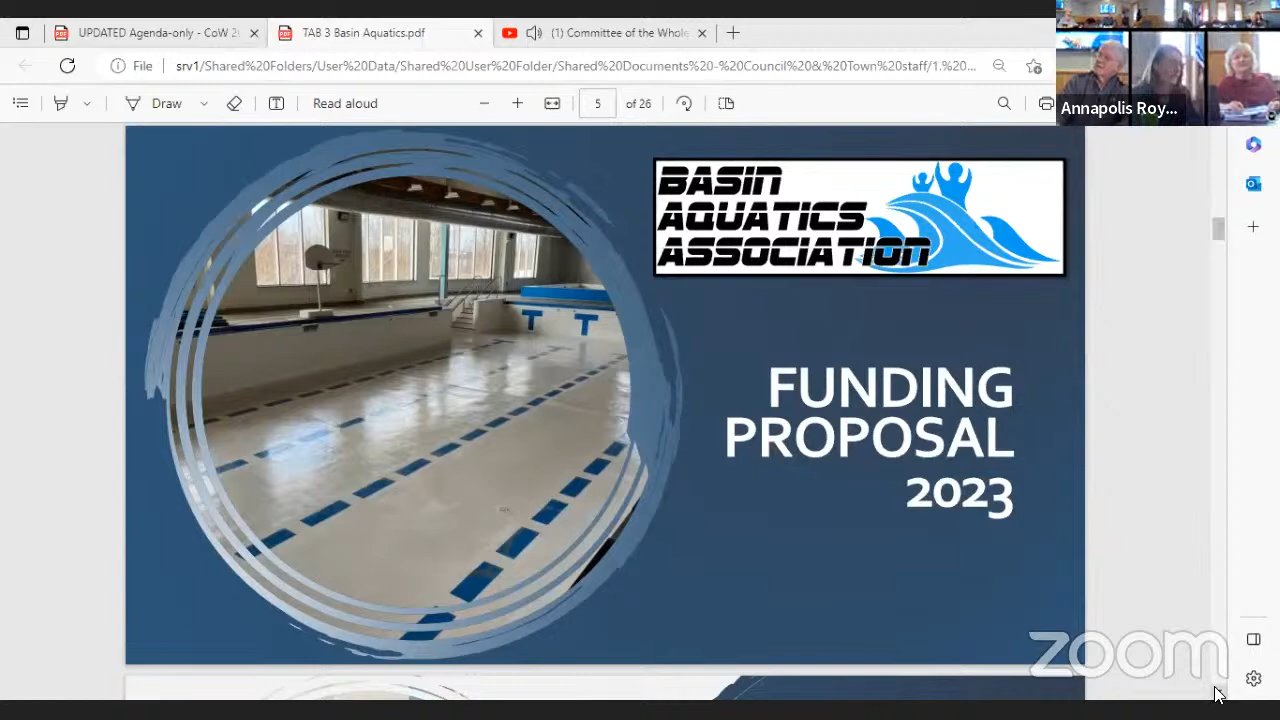 UPDATED Agenda-only - CoW 2
TAB 3 Basin Aquatics.pdf
(1) Committee of the Whole
File
srv1/Shared%20Folders/User%20Data/Shared%20User%20Folder/Shared%20Documents%20-%20Council%20&%20Town%20staff/1.%20...
Draw
Read aloud
5
of 26
Annapolis Roy...
BASIN
AQUATICS
ASSOCIATION
FUNDING
PROPOSAL
2023
zoom